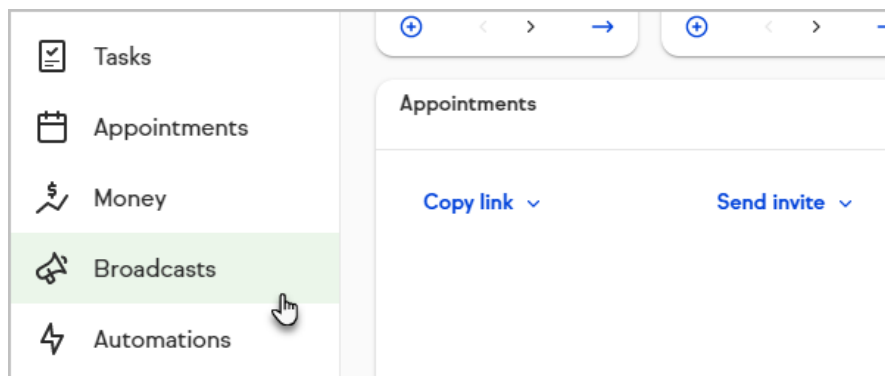 Tasks
Appointments
Money
Broadcasts
Automations
Appointments
Copy link
Send invite